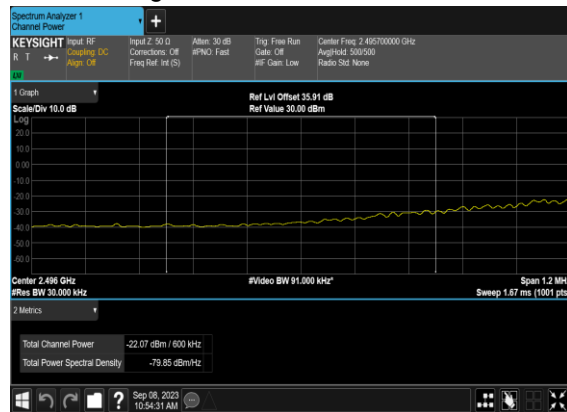 Spectrum Analyzer 1
Channel Power
+
KEYSIGHT
R T
LVI
Input: RF
Coupling: DC
Align: Off
Input Z: 50 Ω
Corrections: Off
Freq Ref: Int (S)
Atten: 30 dB
#PNO: Fast
Trig: Free Run
Gate: Off
#IF Gain: Low
Center Freq: 2.495700000 GHz
Avg|Hold: 500/500
Radio Std: None
1 Graph
Scale/Div 10.0 dB
Ref Lvl Offset 35.91 dB
Ref Value 30.00 dBm
Log
20.0
10.0
0.00
-10.0
-20.0
-30.0
-40.0
-50.0
-60.0
Center 2.496 GHz
#Res BW 30.000 kHz
#Video BW 91.000 kHz*
Span 1.2 MH
Sweep 1.67 ms (1001 pts
2 Metrics
Total Channel Power -22.07 dBm / 600 kHz
Total Power Spectral Density -79.85 dBm/Hz
?
Sep 08, 2023
10:54:31 AM